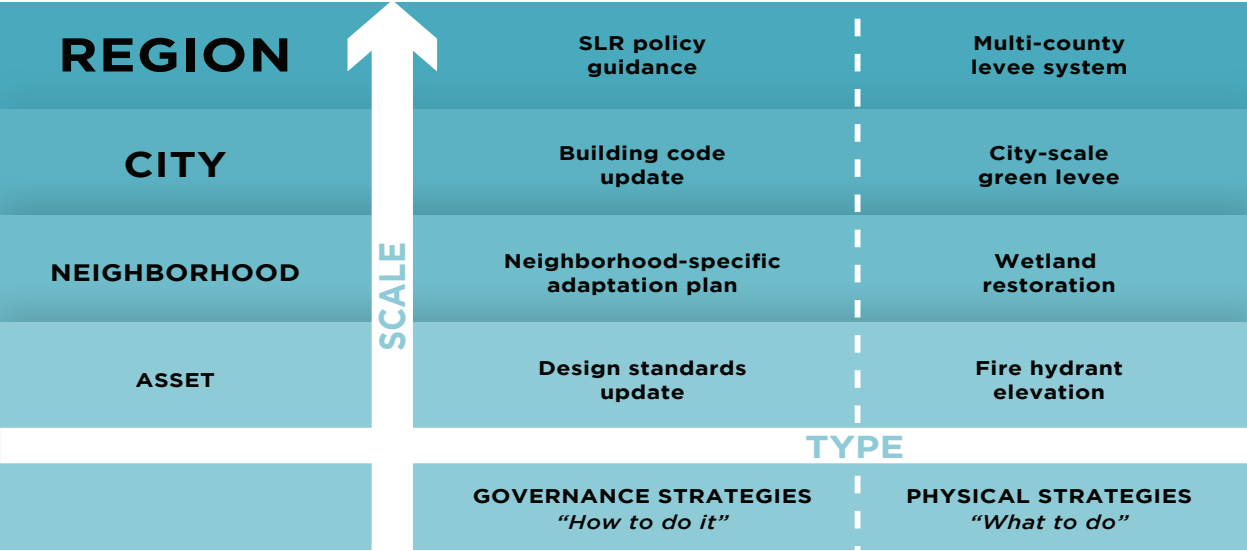 REGION
SLR policy
guidance
Multi-county
levee system
CITY
Building code
update
City-scale
green levee
NEIGHBORHOOD
Neighborhood-specific
adaptation plan
Wetland
restoration
SCALE
ASSET
Design standards
update
Fire hydrant
elevation
TYPE
GOVERNANCE STRATEGIES
“How to do it”
PHYSICAL STRATEGIES
“What to do”